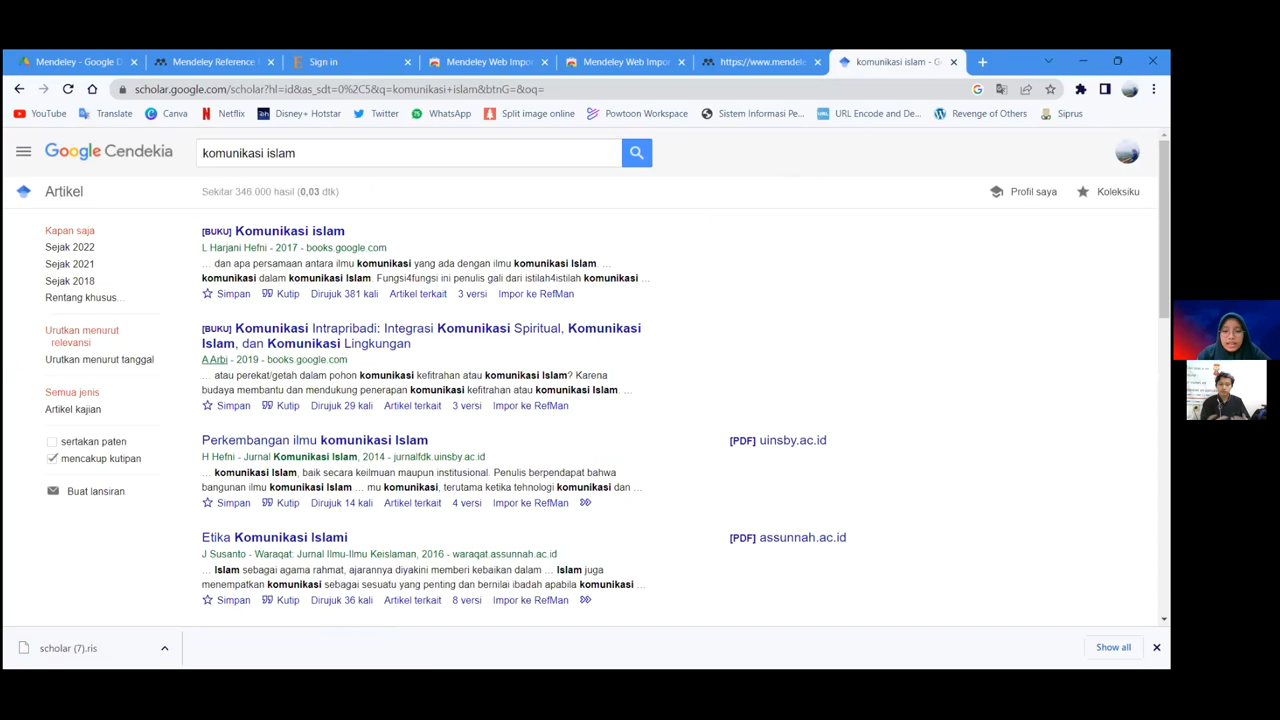 Mendeley - Google D
Mendeley Reference
Sign in
Mendeley Web Impor
Mendeley Web Impor
https://www.mendele
komunikasi islam - G
scholar.google.com/scholar?hl=id&as_sdt=0%2C5&q=komunikasi+islam&btnG=&oq=
YouTube
Translate
Canva
Netflix
Disney+ Hotstar
Twitter
WhatsApp
Split image online
Powtoon Workspace
Sistem Informasi Pe...
URL Encode and De...
Revenge of Others
Siprus
Google Cendekia
komunikasi islam
Artikel
Sekitar 346.000 hasil (0,03 dtk)
Profil saya
Koleksiku
Kapan saja
Sejak 2022
Sejak 2021
Sejak 2018
Rentang khusus...
Urutkan menurut
relevansi
Urutkan menurut tanggal
Semua jenis
Artikel kajian
sertakan paten
mencakup kutipan
Buat lansiran
[BUKU] Komunikasi islam
L Harjani Hefni - 2017 - books.google.com
... dan apa persamaan antara ilmu komunikasi yang ada dengan ilmu komunikasi Islam. ...
komunikasi dalam komunikasi Islam. Fungsi4fungsi ini penulis gali dari istilah4istilah komunikasi ...
Simpan Kutip Dirujuk 381 kali Artikel terkait 3 versi Impor ke RefMan
[BUKU] Komunikasi Intrapribadi: Integrasi Komunikasi Spiritual, Komunikasi
Islam, dan Komunikasi Lingkungan
A Arbi - 2019 - books.google.com
... atau perekat/getah dalam pohon komunikasi kefitrahan atau komunikasi Islam? Karena
budaya membantu dan mendukung penerapan komunikasi kefitrahan atau komunikasi Islam. ...
Simpan Kutip Dirujuk 29 kali Artikel terkait 3 versi Impor ke RefMan
Perkembangan ilmu komunikasi Islam
[PDF] uinsby.ac.id
H Hefni - Jurnal Komunikasi Islam, 2014 - jurnalfdk.uinsby.ac.id
... komunikasi Islam, baik secara keilmuan maupun institusional. Penulis berpendapat bahwa
bangunan ilmu komunikasi Islam ... mu komunikasi, terutama ketika tehnologi komunikasi dan ...
Simpan Kutip Dirujuk 14 kali Artikel terkait 4 versi Impor ke RefMan
Etika Komunikasi Islami
[PDF] assunnah.ac.id
J Susanto - Waraqat: Jurnal Ilmu-Ilmu Keislaman, 2016 - waraqat.assunnah.ac.id
... Islam sebagai agama rahmat, ajarannya diyakini memberi kebaikan dalam ... Islam juga
menempatkan komunikasi sebagai sesuatu yang penting dan bernilai ibadah apabila komunikasi ...
Simpan Kutip Dirujuk 36 kali Artikel terkait 8 versi Impor ke RefMan
scholar (7).ris
Show all